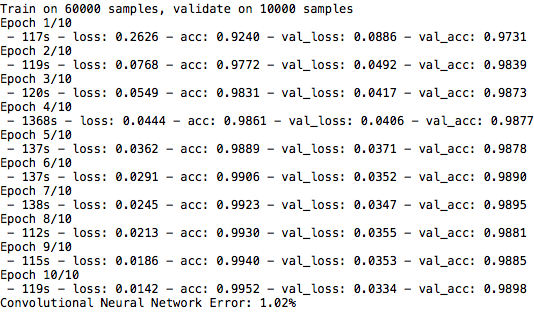 Train on 60000 samples, validate on 10000 samples
Epoch 1/10
 - 117s - loss: 0.2626 - acc: 0.9240 - val_loss: 0.0886 - val_acc: 0.9731
Epoch 2/10
 - 119s - loss: 0.0768 - acc: 0.9772 - val_loss: 0.0492 - val_acc: 0.9839
Epoch 3/10
 - 120s - loss: 0.0549 - acc: 0.9831 - val_loss: 0.0417 - val_acc: 0.9873
Epoch 4/10
 - 1368s - loss: 0.0444 - acc: 0.9861 - val_loss: 0.0406 - val_acc: 0.9877
Epoch 5/10
 - 137s - loss: 0.0362 - acc: 0.9889 - val_loss: 0.0371 - val_acc: 0.9878
Epoch 6/10
 - 137s - loss: 0.0291 - acc: 0.9906 - val_loss: 0.0352 - val_acc: 0.9890
Epoch 7/10
 - 138s - loss: 0.0245 - acc: 0.9923 - val_loss: 0.0347 - val_acc: 0.9895
Epoch 8/10
 - 112s - loss: 0.0213 - acc: 0.9930 - val_loss: 0.0355 - val_acc: 0.9881
Epoch 9/10
 - 115s - loss: 0.0186 - acc: 0.9940 - val_loss: 0.0353 - val_acc: 0.9885
Epoch 10/10
 - 119s - loss: 0.0142 - acc: 0.9952 - val_loss: 0.0334 - val_acc: 0.9898
Convolutional Neural Network Error: 1.02%